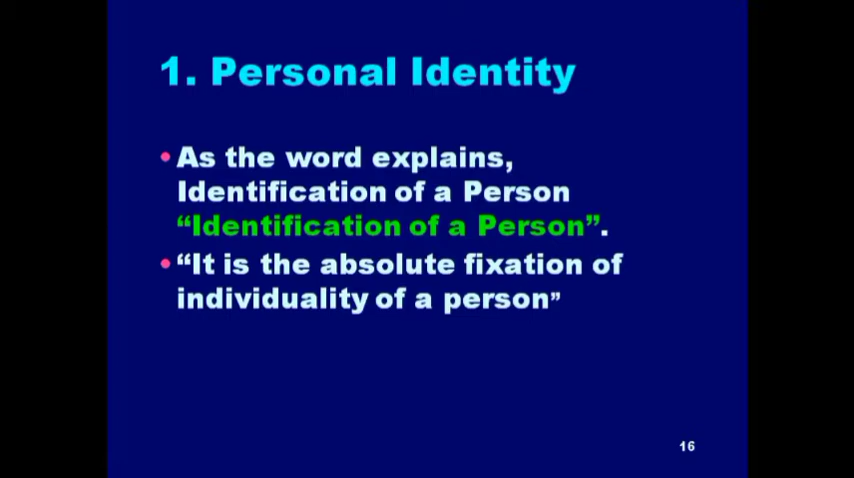 1. Personal Identity
• As the word explains,
Identification of a Person
“Identification of a Person”.
• “It is the absolute fixation of
individuality of a person”
16